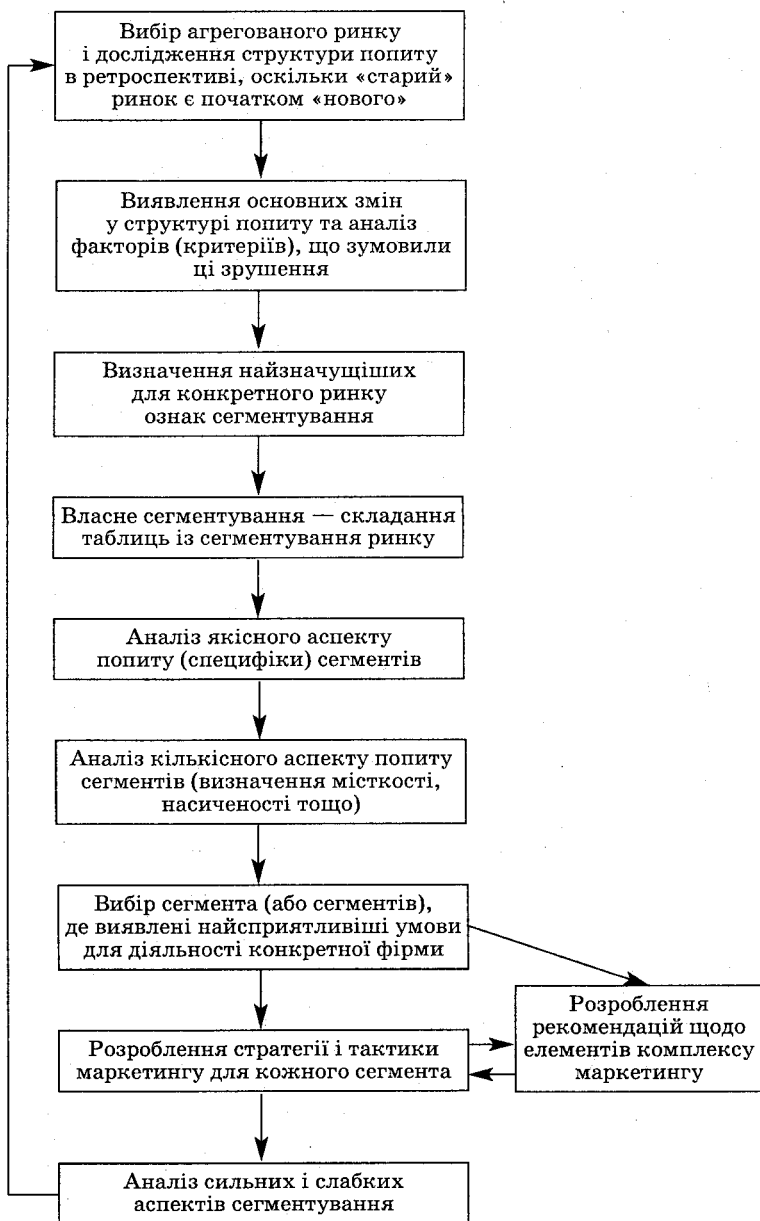 Вибір агрегованого ринку
і дослідження структури попиту
в ретроспективі, оскільки «старий»
ринок є початком «нового»
Виявлення основних змін
у структурі попиту та аналіз
факторів (критеріїв), що зумовили
ці зрушення
Визначення найзначущіших
для конкретного ринку
ознак сегментування
Власне сегментування — складання
таблиць із сегментування ринку
Аналіз якісного аспекту
попиту (специфіки) сегментів
Аналіз кількісного аспекту попиту
сегментів (визначення місткості,
насиченості тощо)
Вибір сегмента (або сегментів),
де виявлені найсприятливіші умови
для діяльності конкретної фірми
Розроблення
рекомендацій щодо
елементів комплексу
маркетингу
Розроблення стратегії і тактики
маркетингу для кожного сегмента
Аналіз сильних і слабких
аспектів сегментування